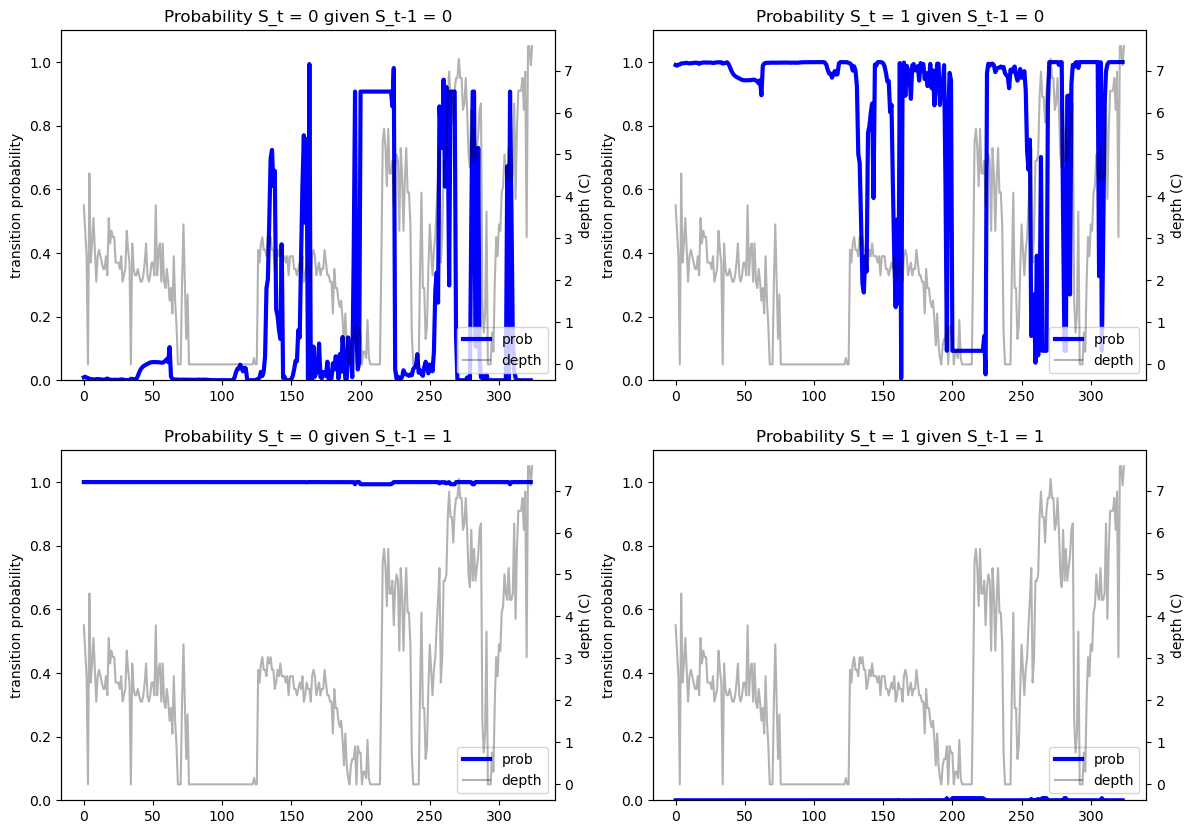 Probability S_t = 0 given S_t-1 = 0
1.0
0.8
0.6
0.4
0.2
0.0
transition probability
7
6
5
4
3
2
1
0
depth (C)
prob
depth
0 50 100 150 200 250 300
Probability S_t = 1 given S_t-1 = 0
1.0
0.8
0.6
0.4
0.2
0.0
transition probability
7
6
5
4
3
2
1
0
depth (C)
prob
depth
0 50 100 150 200 250 300
Probability S_t = 0 given S_t-1 = 1
1.0
0.8
0.6
0.4
0.2
0.0
transition probability
7
6
5
4
3
2
1
0
depth (C)
prob
depth
0 50 100 150 200 250 300
Probability S_t = 1 given S_t-1 = 1
1.0
0.8
0.6
0.4
0.2
0.0
transition probability
7
6
5
4
3
2
1
0
depth (C)
prob
depth
0 50 100 150 200 250 300